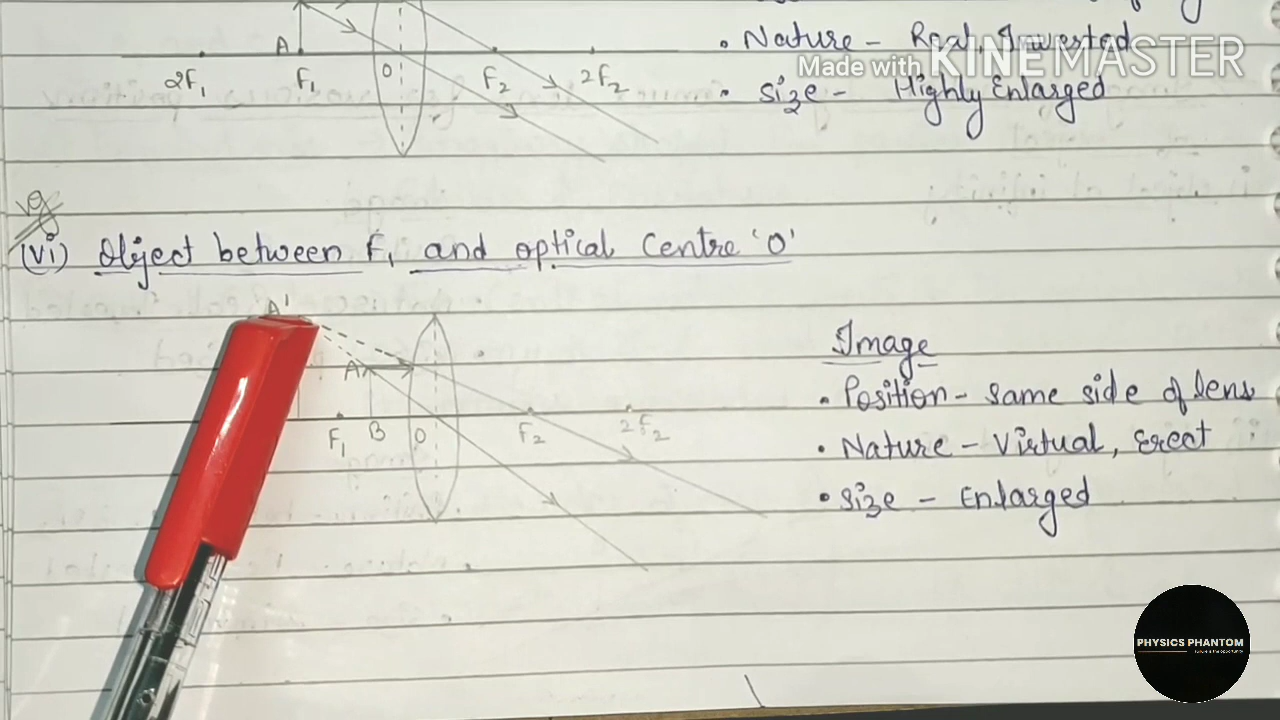 • Nature - Real, Inverted
Made with KINEMASTER
A
2F₁ F₁ O F₂ 2F₂
• Size - Highly Enlarged
(vi) Object between F₁ and optical Centre 'O'
A'
A
F₁ B O F₂ 2F₂
Image
• Position - Same side of lens
• Nature - Virtual, Erect
• Size - Enlarged
PHYSICS PHANTOM